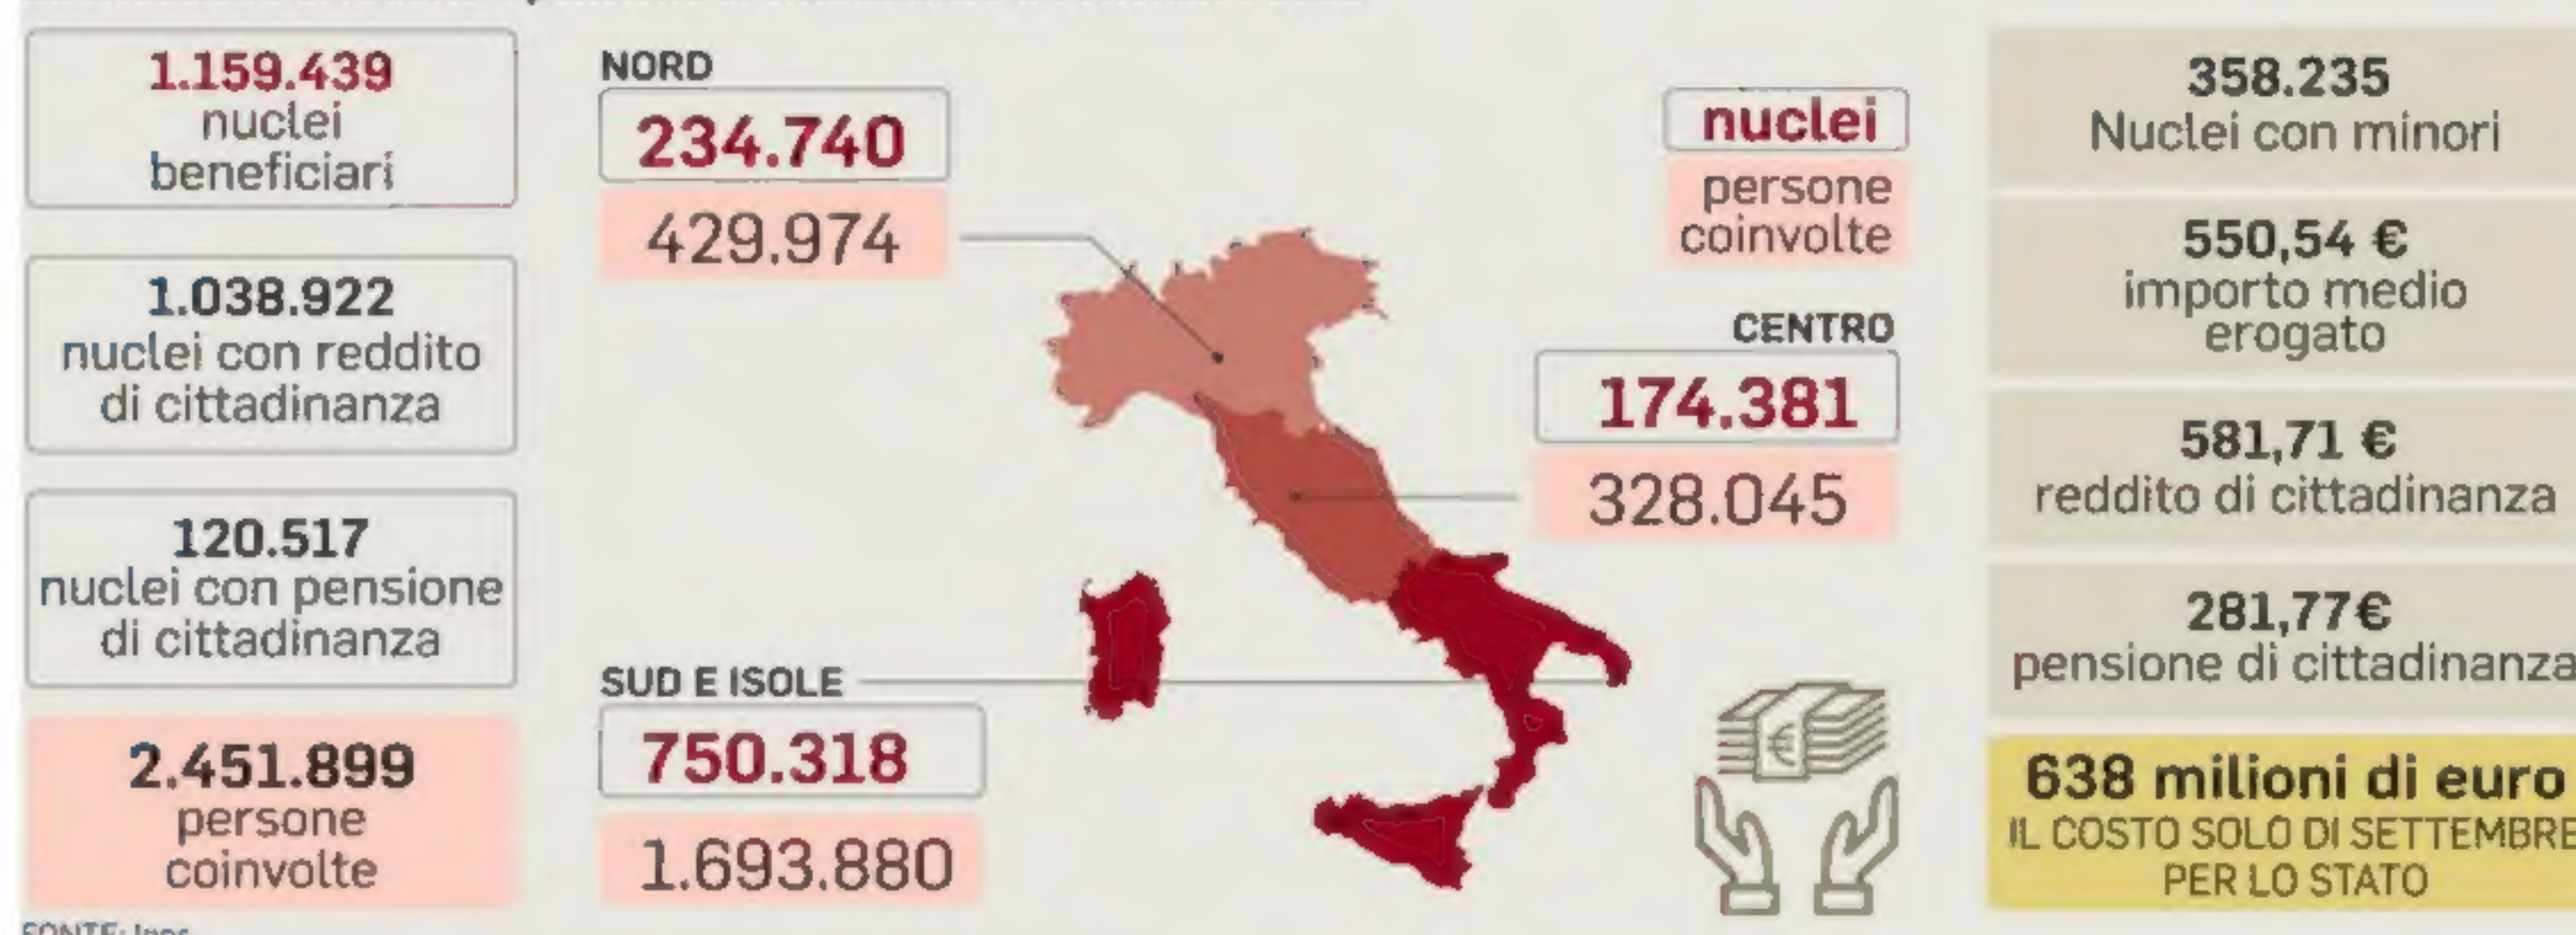 1.159.439
nuclei
beneficiari
1.038.922
nuclei con reddito
di cittadinanza
120.517
nuclei con pensione
di cittadinanza
2.451.899
persone
coinvolte
NORD
234.740
429.974
nuclei
persone
coinvolte
CENTRO
174.381
328.045
SUD E ISOLE
750.318
1.693.880
358.235
Nuclei con minori
550,54 €
importo medio
erogato
581,71 €
reddito di cittadinanza
281,77€
pensione di cittadinanza
638 milioni di euro
IL COSTO SOLO DI SETTEMBRE
PER LO STATO
FONTE: Inps